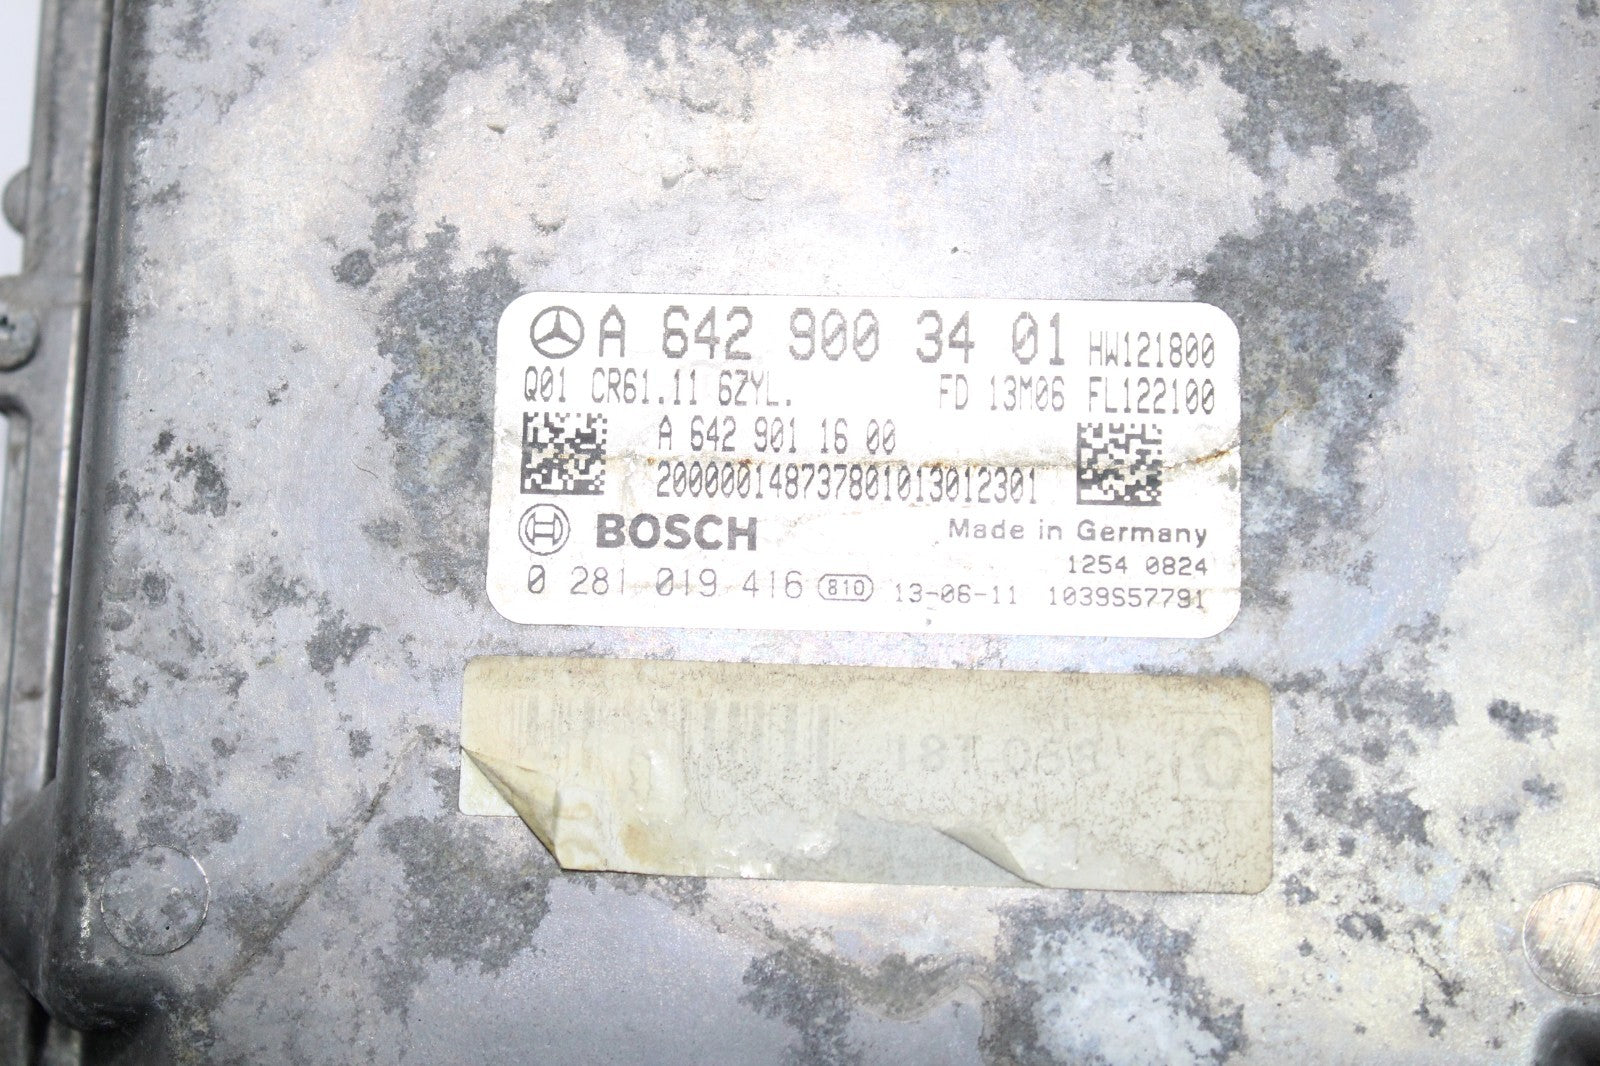 A 642 900 34 01 HW121800
Q01 CR61.11 6ZYL. FD 13M06 FL122100
A 642 901 16 00
200000148737801013012301
BOSCH Made in Germany
1254 0824
0 281 019 416 810 13-06-11 1039S57791